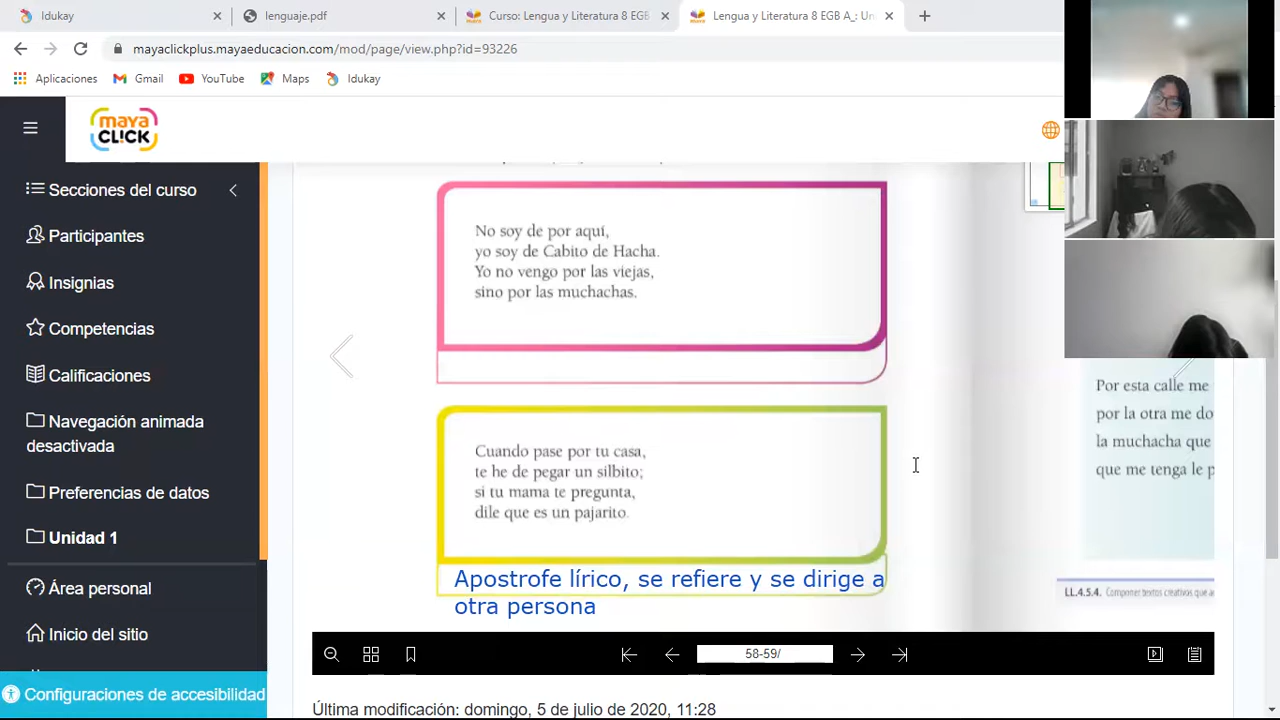 Idukay
lenguaje.pdf
Curso: Lengua y Literatura 8 EGB
Lengua y Literatura 8 EGB A_: Un
mayaclickplus.mayaeducacion.com/mod/page/view.php?id=93226
Aplicaciones
Gmail
YouTube
Maps
Idukay
maya
CLICK
Secciones del curso
Participantes
Insignias
Competencias
Calificaciones
Navegación animada
desactivada
Preferencias de datos
Unidad 1
Área personal
Inicio del sitio
Configuraciones de accesibilidad
No soy de por aquí,
yo soy de Cabito de Hacha.
Yo no vengo por las viejas,
sino por las muchachas.
Cuando pase por tu casa,
te he de pegar un silbito;
si tu mama te pregunta,
dile que es un pajarito.
Apostrofe lírico, se refiere y se dirige a
otra persona
Por esta calle me
por la otra me do
la muchacha que
que me tenga le p
LL.4.5.4. Componer textos creativos que a
58-59/
Última modificación: domingo, 5 de julio de 2020, 11:28